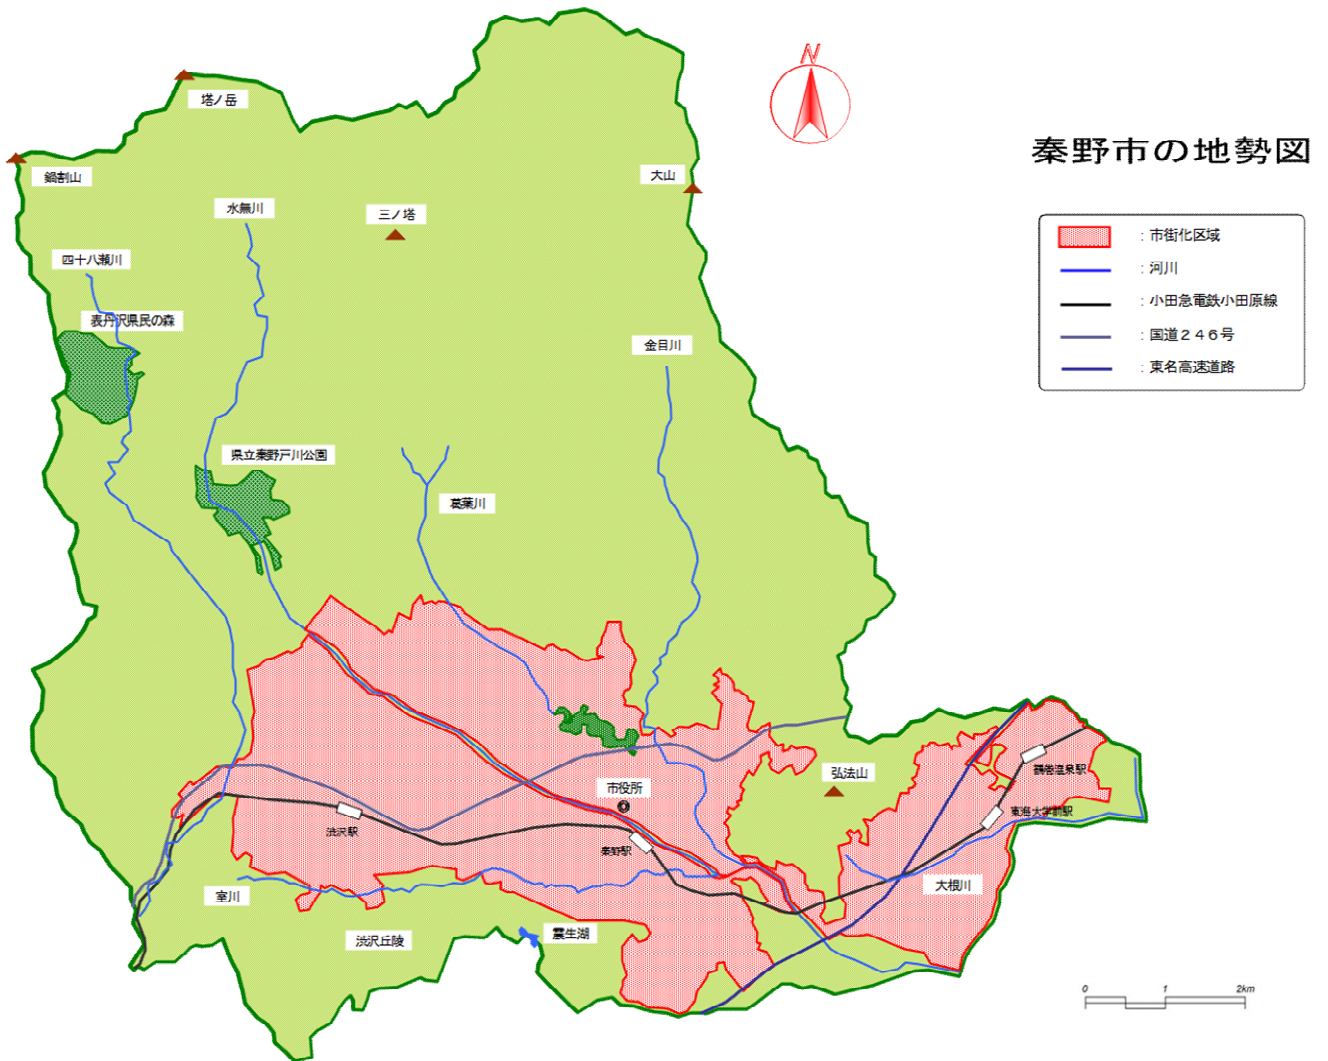 N
秦野市の地勢図
：市街化区域
：河川
：小田急電鉄小田原線
：国道２４６号
：東名高速道路
塔ノ岳
鍋割山
大山
水無川
三ノ塔
四十八瀬川
表丹沢県民の森
金目川
県立秦野戸川公園
葛葉川
弘法山
鶴巻温泉駅
市役所
東海大学前駅
渋沢駅
秦野駅
大根川
室川
震生湖
渋沢丘陵
0 1 2km